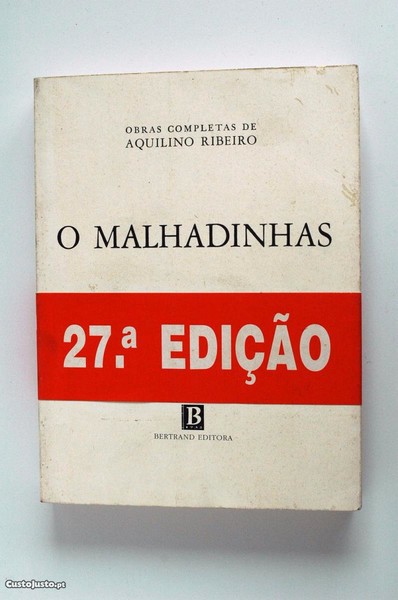 OBRAS COMPLETAS DE
AQUILINO RIBEIRO
O MALHADINHAS
27.ª EDIÇÃO
B
BERTRAND EDITORA
CustoJusto.pt